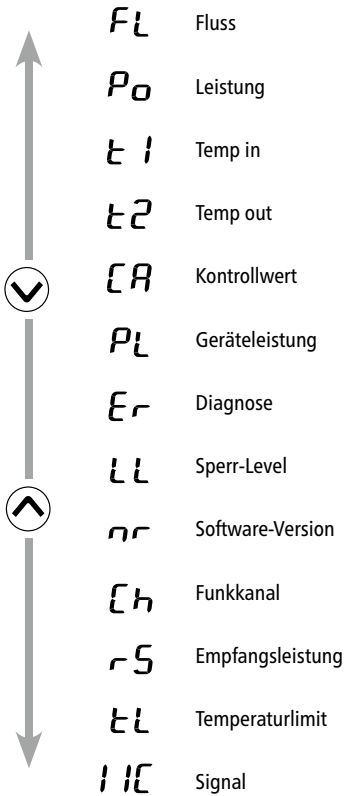 FL Fluss
Po Leistung
t1 Temp in
t2 Temp out
CA Kontrollwert
PL Geräteleistung
Er Diagnose
LL Sperr-Level
nr Software-Version
Ch Funkkanal
rS Empfangsleistung
tL Temperaturlimit
11C Signal